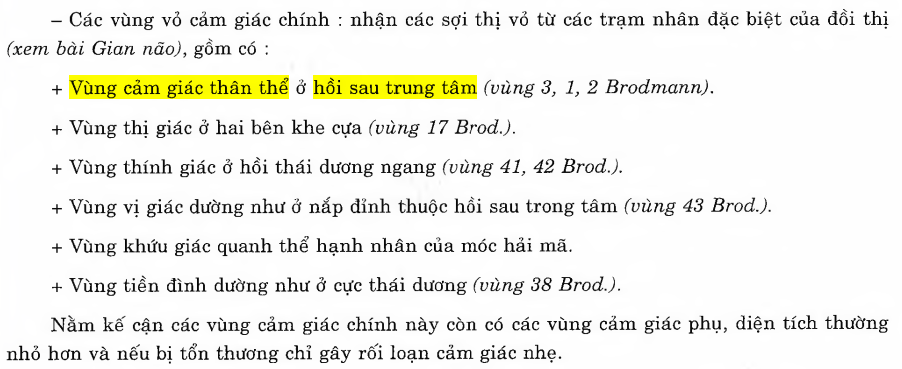 – Các vùng vỏ cảm giác chính : nhận các sợi thị vỏ từ các trạm nhân đặc biệt của đồi thị
(xem bài Gian não), gồm có :
+ Vùng cảm giác thân thể ở hồi sau trung tâm (vùng 3, 1, 2 Brodmann).
+ Vùng thị giác ở hai bên khe cựa (vùng 17 Brod.).
+ Vùng thính giác ở hồi thái dương ngang (vùng 41, 42 Brod.).
+ Vùng vị giác dường như ở nắp đỉnh thuộc hồi sau trong tâm (vùng 43 Brod.).
+ Vùng khứu giác quanh thể hạnh nhân của móc hải mã.
+ Vùng tiền đình dường như ở cực thái dương (vùng 38 Brod.).
Nằm kế cận các vùng cảm giác chính này còn có các vùng cảm giác phụ, diện tích thường
nhỏ hơn và nếu bị tổn thương chỉ gây rối loạn cảm giác nhẹ.